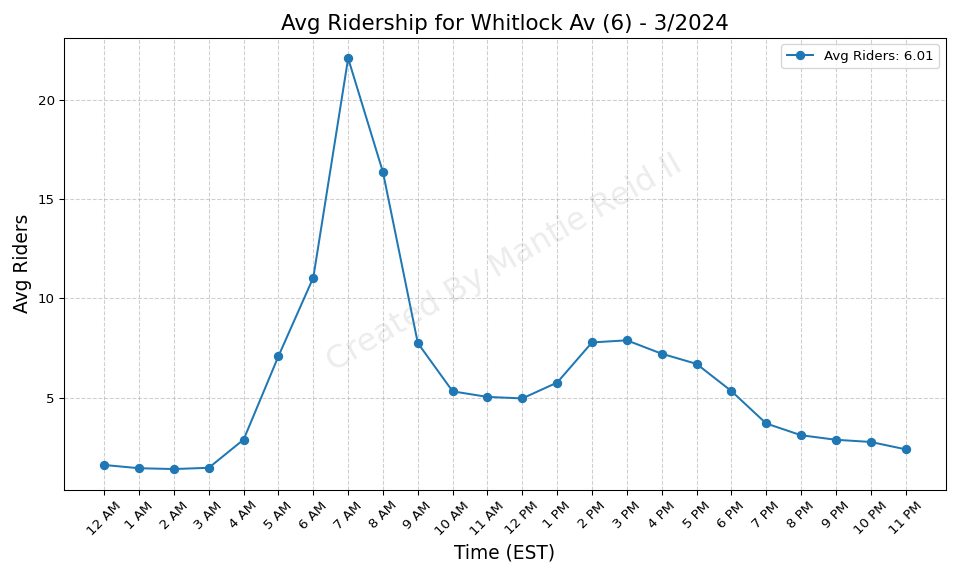 Avg Ridership for Whitlock Av (6) - 3/2024
Avg Riders: 6.01
20
15
10
5
Avg Riders
Created By Mantie Reid II
12 AM
1 AM
2 AM
3 AM
4 AM
5 AM
6 AM
7 AM
8 AM
9 AM
10 AM
11 AM
12 PM
1 PM
2 PM
3 PM
4 PM
5 PM
6 PM
7 PM
8 PM
9 PM
10 PM
11 PM
Time (EST)